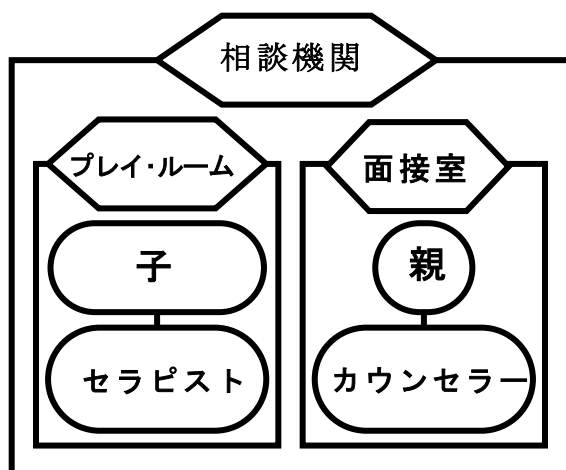 相談機関
プレイ・ルーム
子
セラピスト
面接室
親
カウンセラー